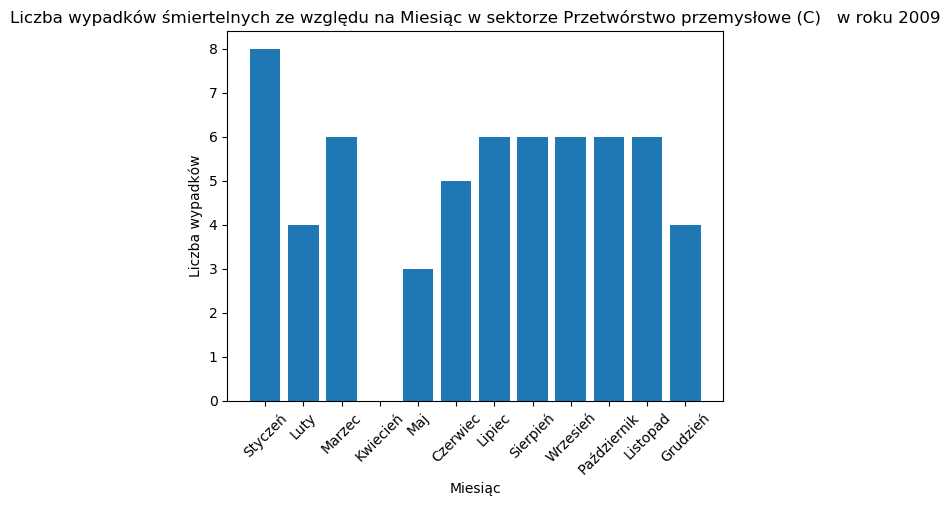 Liczba wypadków śmiertelnych ze względu na Miesiąc w sektorze Przetwórstwo przemysłowe (C)   w roku 2009
8
7
6
5
4
3
2
1
0
Liczba wypadków
Styczeń
Luty
Marzec
Kwiecień
Maj
Czerwiec
Lipiec
Sierpień
Wrzesień
Październik
Listopad
Grudzień
Miesiąc